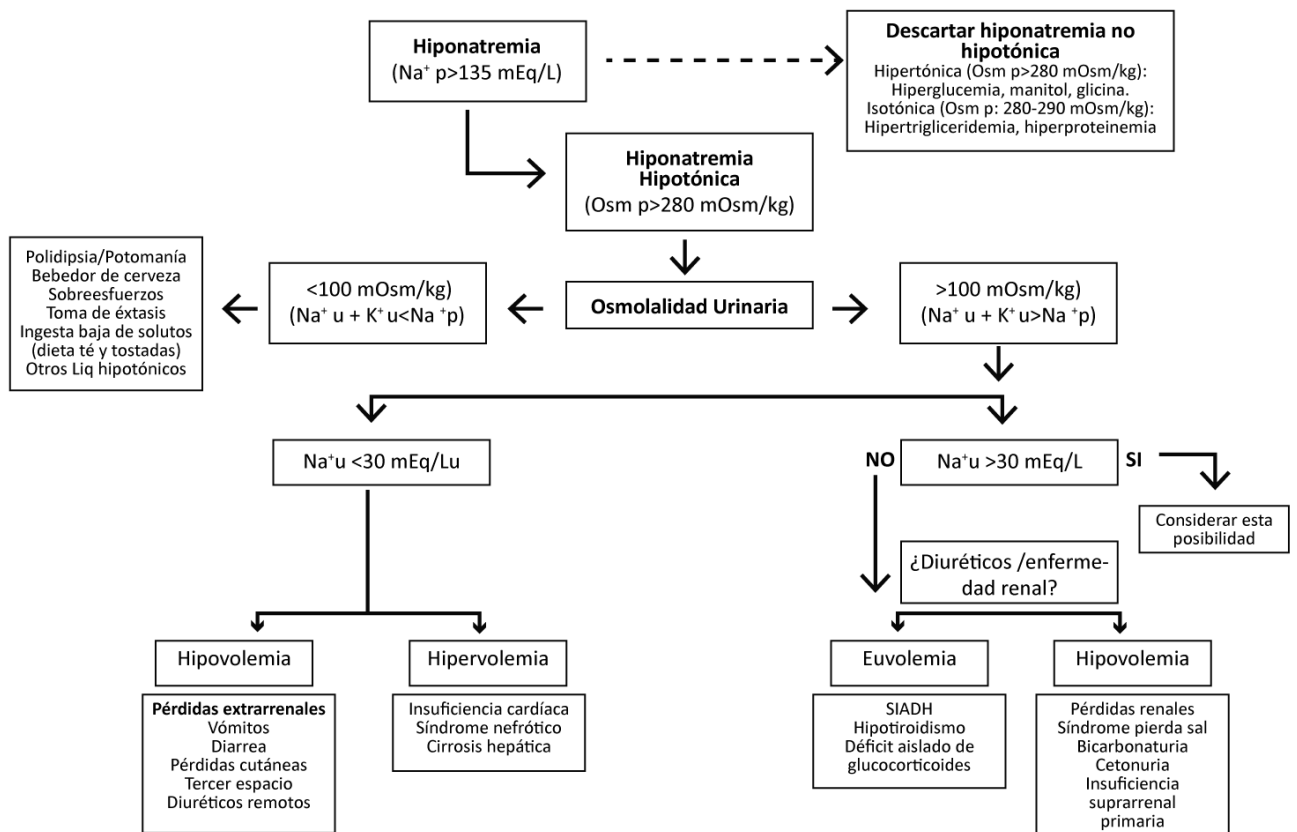 Hiponatremia
(Na⁺ p>135 mEq/L)
Descartar hiponatremia no
hipotónica
Hipertónica (Osm p>280 mOsm/kg):
Hiperglucemia, manitol, glicina.
Isotónica (Osm p: 280-290 mOsm/kg):
Hipertrigliceridemia, hiperproteinemia
Hiponatremia
Hipotónica
(Osm p>280 mOsm/kg)
Polidipsia/Potomanía
Bebedor de cerveza
Sobreesfuerzos
Toma de éxtasis
Ingesta baja de solutos
(dieta té y tostadas)
Otros Liq hipotónicos
<100 mOsm/kg)
(Na⁺ u + K⁺ u<Na ⁺p)
Osmolalidad Urinaria
>100 mOsm/kg)
(Na⁺ u + K⁺ u>Na ⁺p)
Na⁺u <30 mEq/Lu
NO
Na⁺u >30 mEq/L
SI
Considerar esta
posibilidad
¿Diuréticos /enferme-
dad renal?
Hipovolemia
Pérdidas extrarrenales
Vómitos
Diarrea
Pérdidas cutáneas
Tercer espacio
Diuréticos remotos
Hipervolemia
Insuficiencia cardíaca
Síndrome nefrótico
Cirrosis hepática
Euvolemia
SIADH
Hipotiroidismo
Déficit aislado de
glucocorticoides
Hipovolemia
Pérdidas renales
Síndrome pierda sal
Bicarbonaturia
Cetonuria
Insuficiencia
suprarrenal
primaria